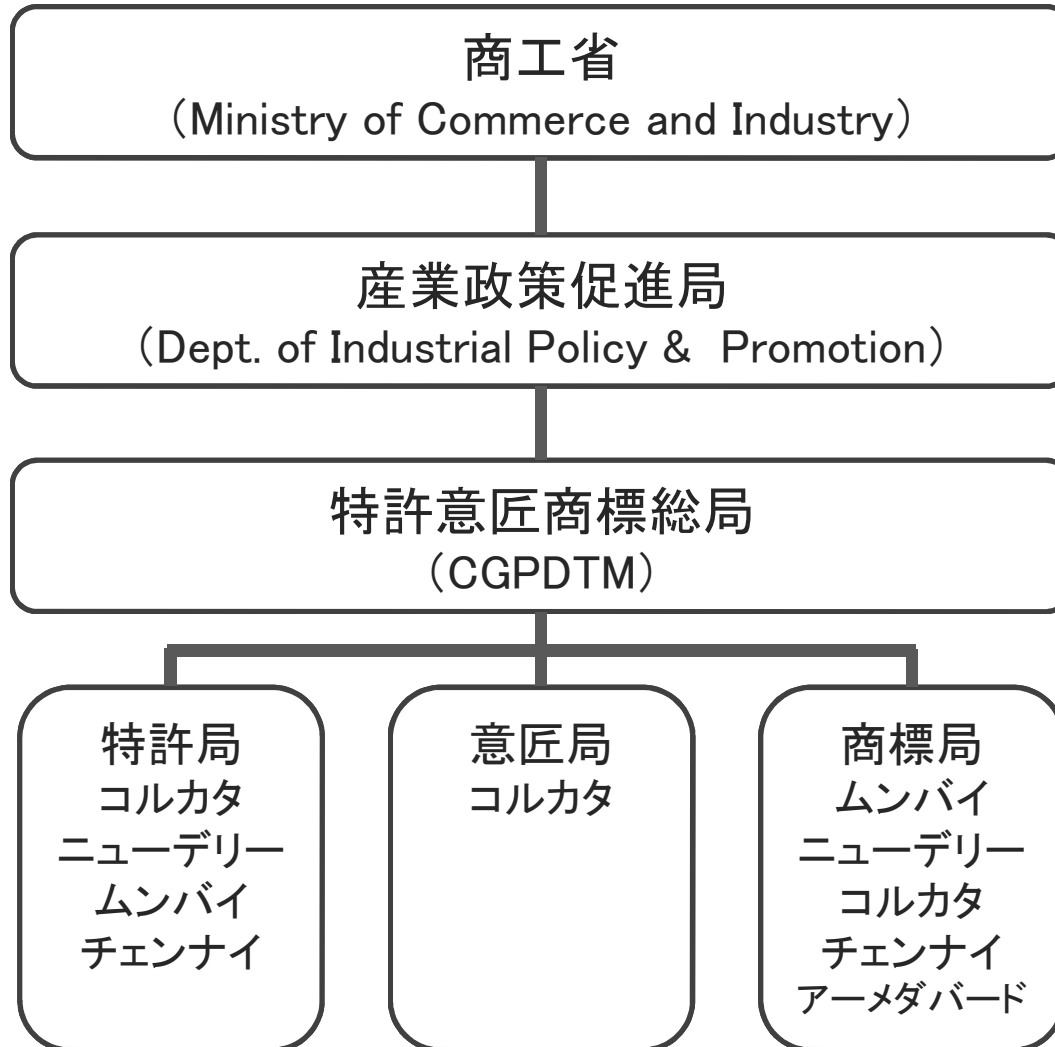 商工省
（Ministry of Commerce and Industry）
産業政策促進局
（Dept. of Industrial Policy & Promotion）
特許意匠商標総局
（CGPDTM）
特許局
コルカタ
ニューデリー
ムンバイ
チェンナイ
意匠局
コルカタ
商標局
ムンバイ
ニューデリー
コルカタ
チェンナイ
アーメダバード